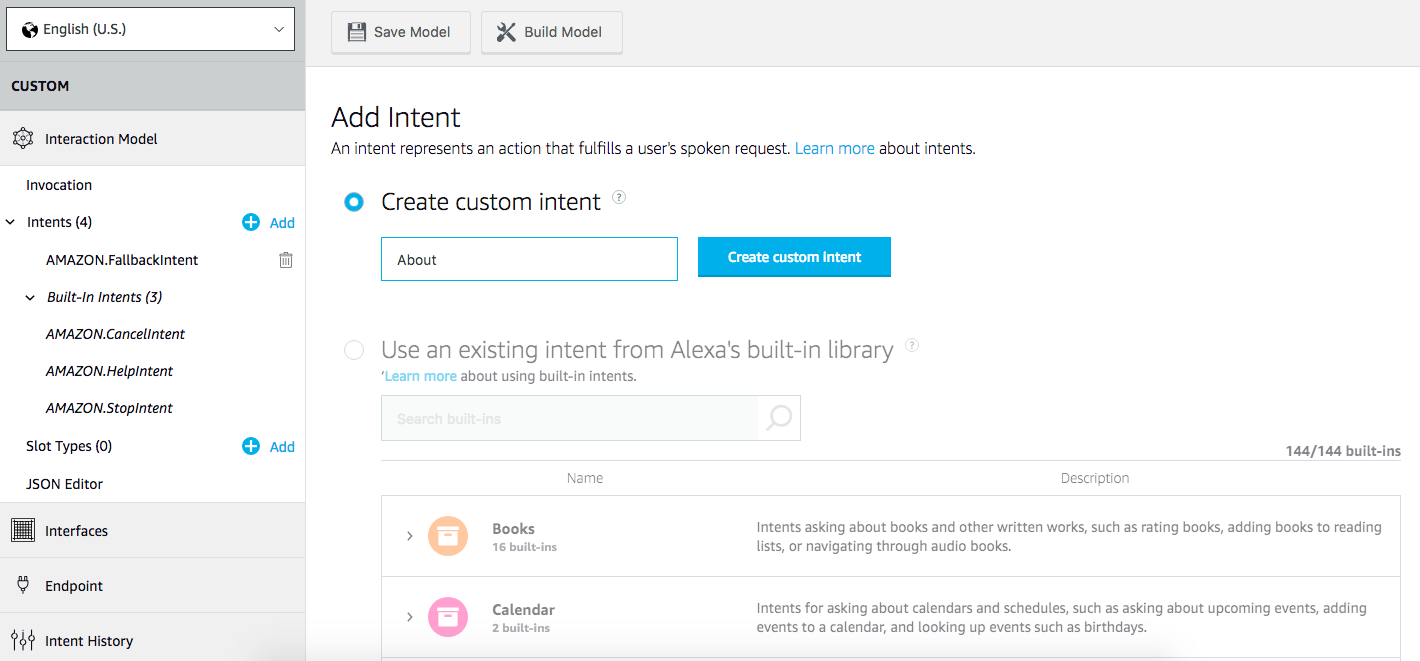 English (U.S.)
Save Model
Build Model
CUSTOM
Interaction Model
Invocation
Intents (4)
Add
AMAZON.FallbackIntent
Built-In Intents (3)
AMAZON.CancelIntent
AMAZON.HelpIntent
AMAZON.StopIntent
Slot Types (0)
Add
JSON Editor
Interfaces
Endpoint
Intent History
Add Intent
An intent represents an action that fulfills a user's spoken request. Learn more about intents.
Create custom intent ?
About
Create custom intent
Use an existing intent from Alexa's built-in library ?
‘Learn more about using built-in intents.
Search built-ins
144/144 built-ins
Name
Description
Books
16 built-ins
Intents asking about books and other written works, such as rating books, adding books to reading
lists, or navigating through audio books.
Calendar
2 built-ins
Intents for asking about calendars and schedules, such as asking about upcoming events, adding
events to a calendar, and looking up events such as birthdays.